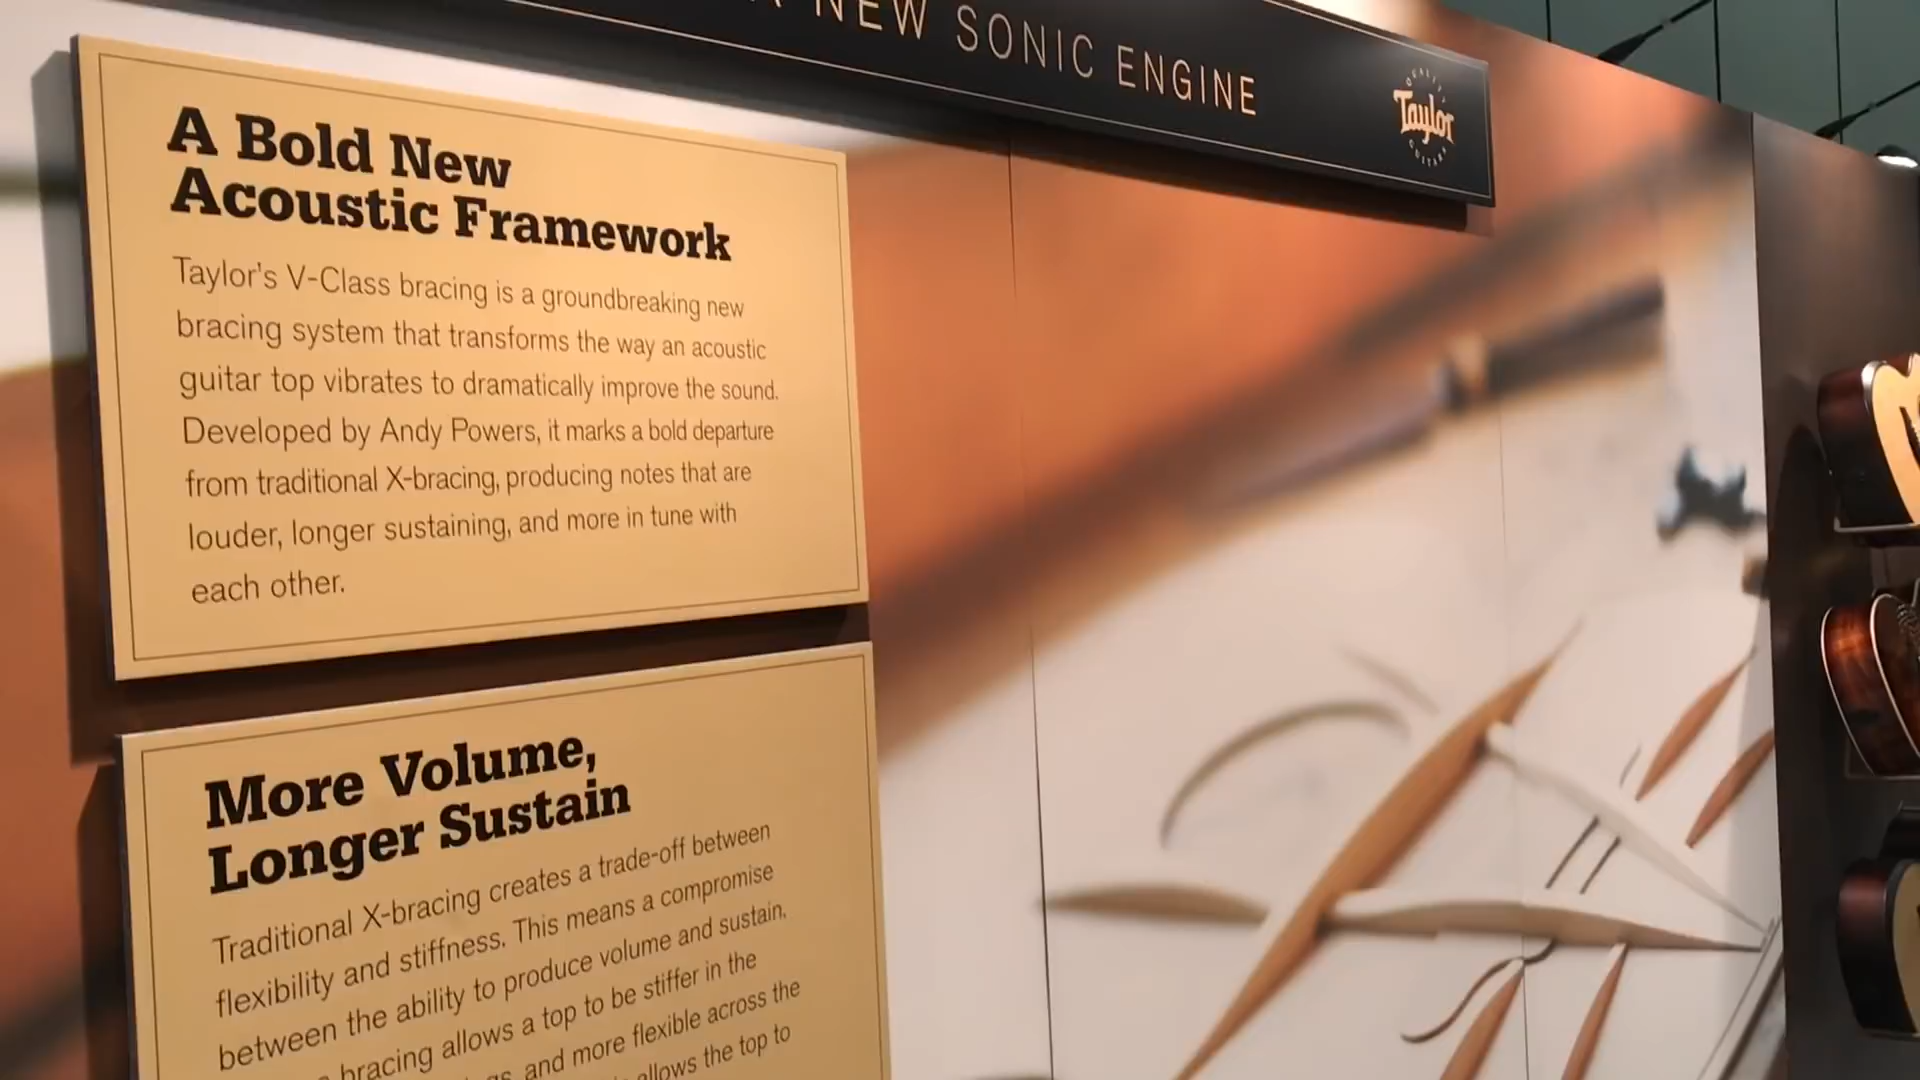 NEW SONIC ENGINE
QUALITY
Taylor
GUITARS
A Bold New
Acoustic Framework
Taylor's V-Class bracing is a groundbreaking new
bracing system that transforms the way an acoustic
guitar top vibrates to dramatically improve the sound.
Developed by Andy Powers, it marks a bold departure
from traditional X-bracing, producing notes that are
louder, longer sustaining, and more in tune with
each other.
More Volume,
Longer Sustain
Traditional X-bracing creates a trade-off between
flexibility and stiffness. This means a compromise
between the ability to produce volume and sustain.
bracing allows a top to be stiffer in the
and more flexible across the
allows the top to